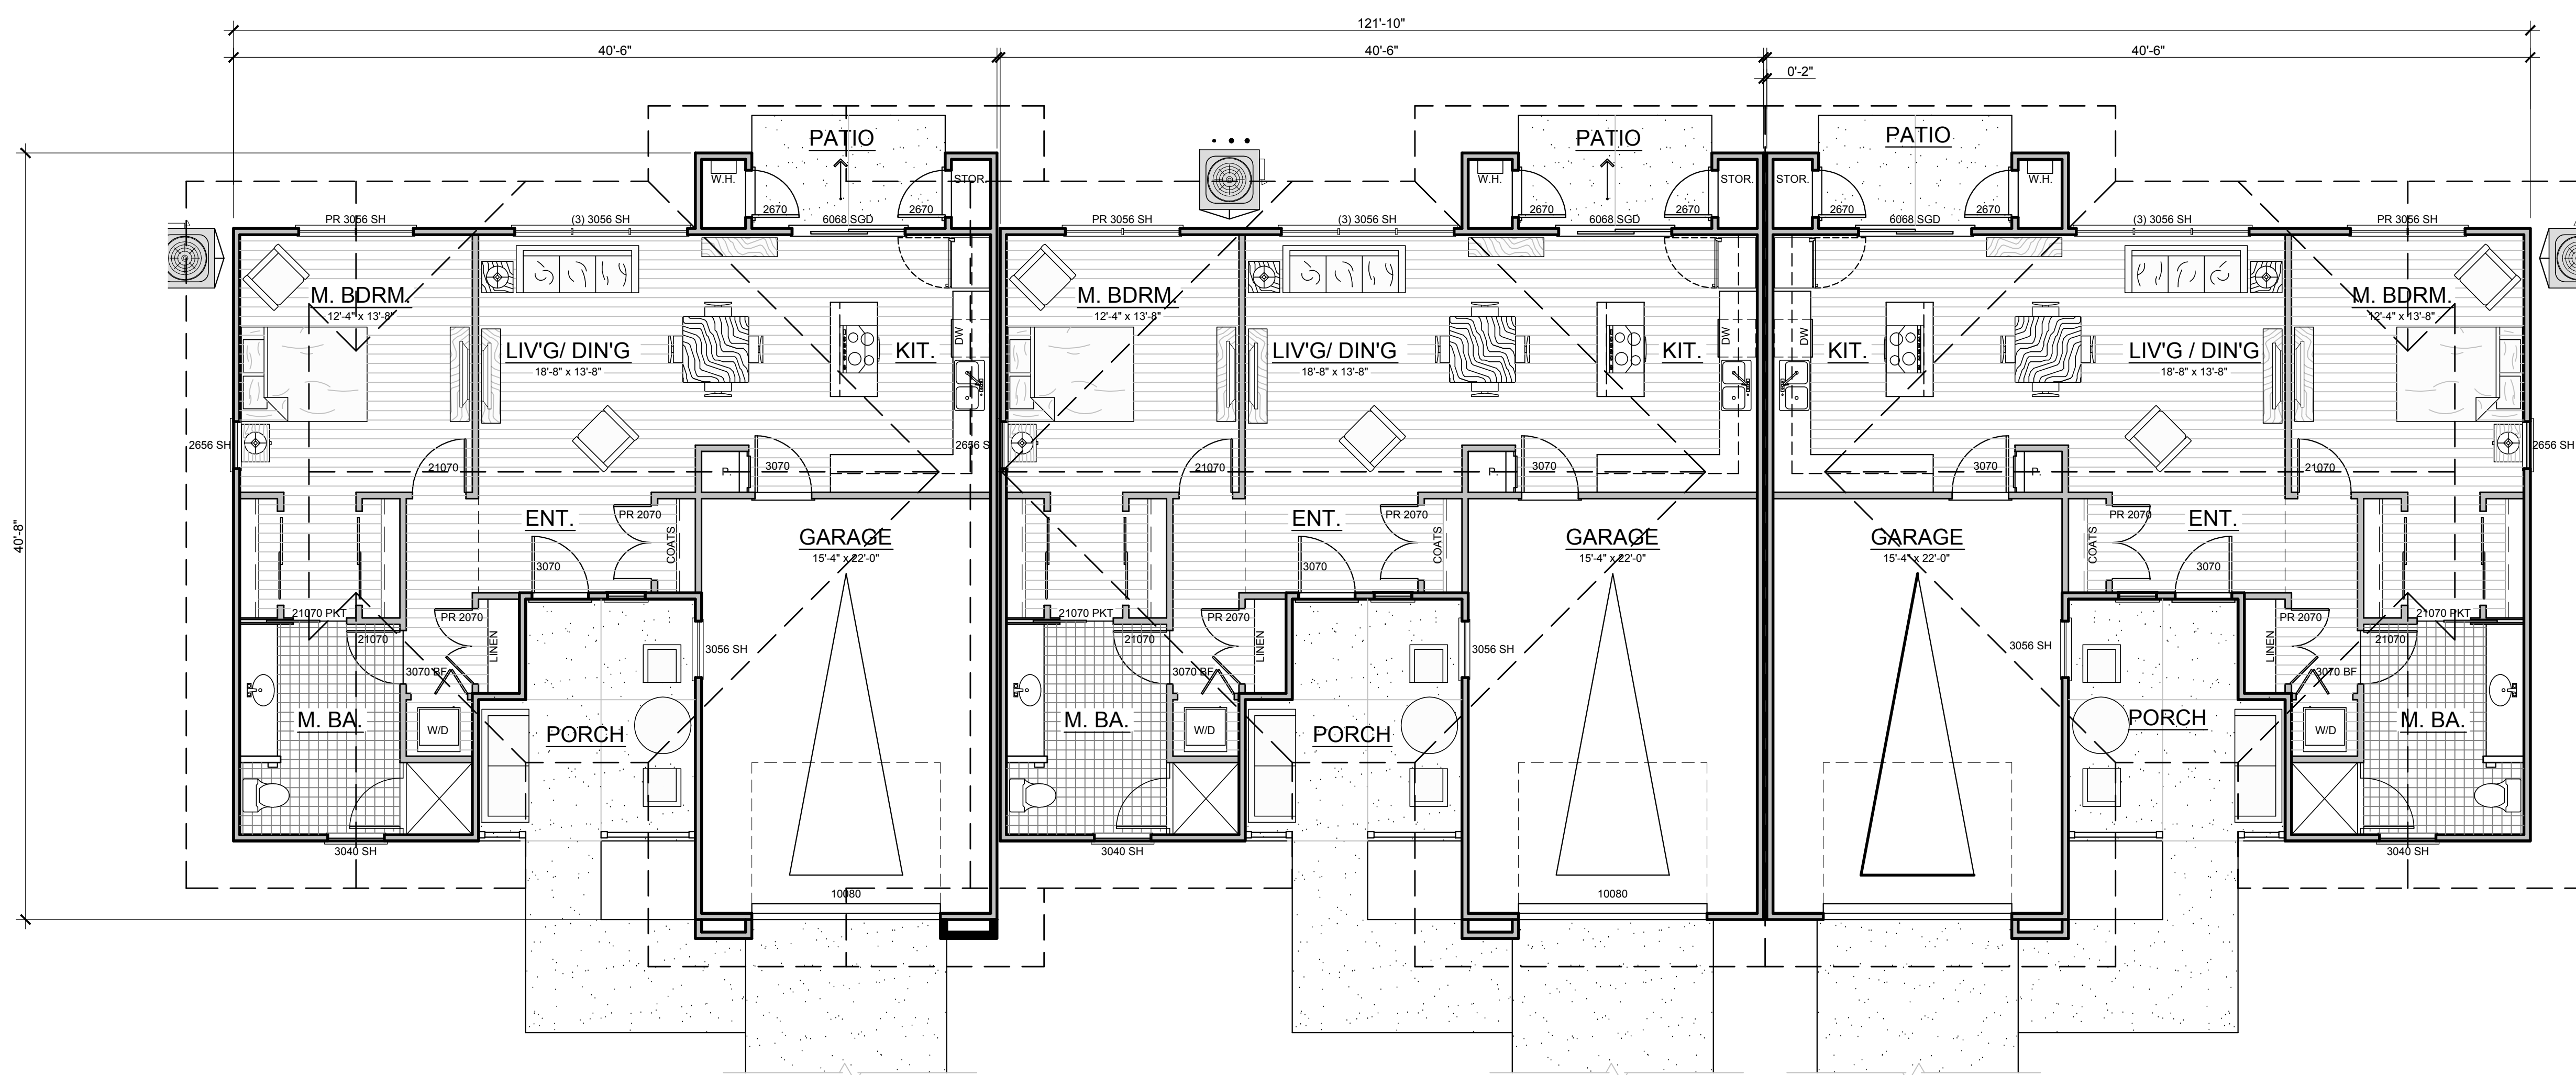 121'-10"
40'-6"
40'-6"
40'-6"
0'-2"
PATIO
PATIO
PATIO
W.H.
STOR.
W.H.
STOR.
STOR.
W.H.
2670
2670
2670
2670
2670
2670
PR 3056 SH
(3) 3056 SH
6068 SGD
PR 3056 SH
(3) 3056 SH
6068 SGD
6068 SGD
(3) 3056 SH
PR 3056 SH
M. BDRM.
12'-4" x 13'-8"
M. BDRM.
12'-4" x 13'-8"
M. BDRM.
12'-4" x 13'-8"
DW
DW
DW
LIV'G/ DIN'G
18'-8" x 13'-8"
KIT.
LIV'G/ DIN'G
18'-8" x 13'-8"
KIT.
KIT.
LIV'G / DIN'G
18'-8" x 13'-8"
2656 SH
2656 S
2656 SH
21070
P.
3070
21070
P.
3070
3070
P.
21070
40'-8"
ENT.
PR 2070
COATS
GARAGE
15'-4" x 22'-0"
ENT.
PR 2070
COATS
GARAGE
15'-4" x 22'-0"
GARAGE
15'-4" x 22'-0"
COATS
PR 2070
ENT.
3070
3070
3070
21070 PKT
PR 2070
21070 PKT
PR 2070
PR 2070
21070 PKT
21070
LINEN
3056 SH
21070
LINEN
3056 SH
3056 SH
LINEN
21070
3070 BF
3070 BF
3070 BF
M. BA.
W/D
PORCH
M. BA.
W/D
PORCH
PORCH
W/D
M. BA.
3040 SH
3040 SH
3040 SH
10080
10080